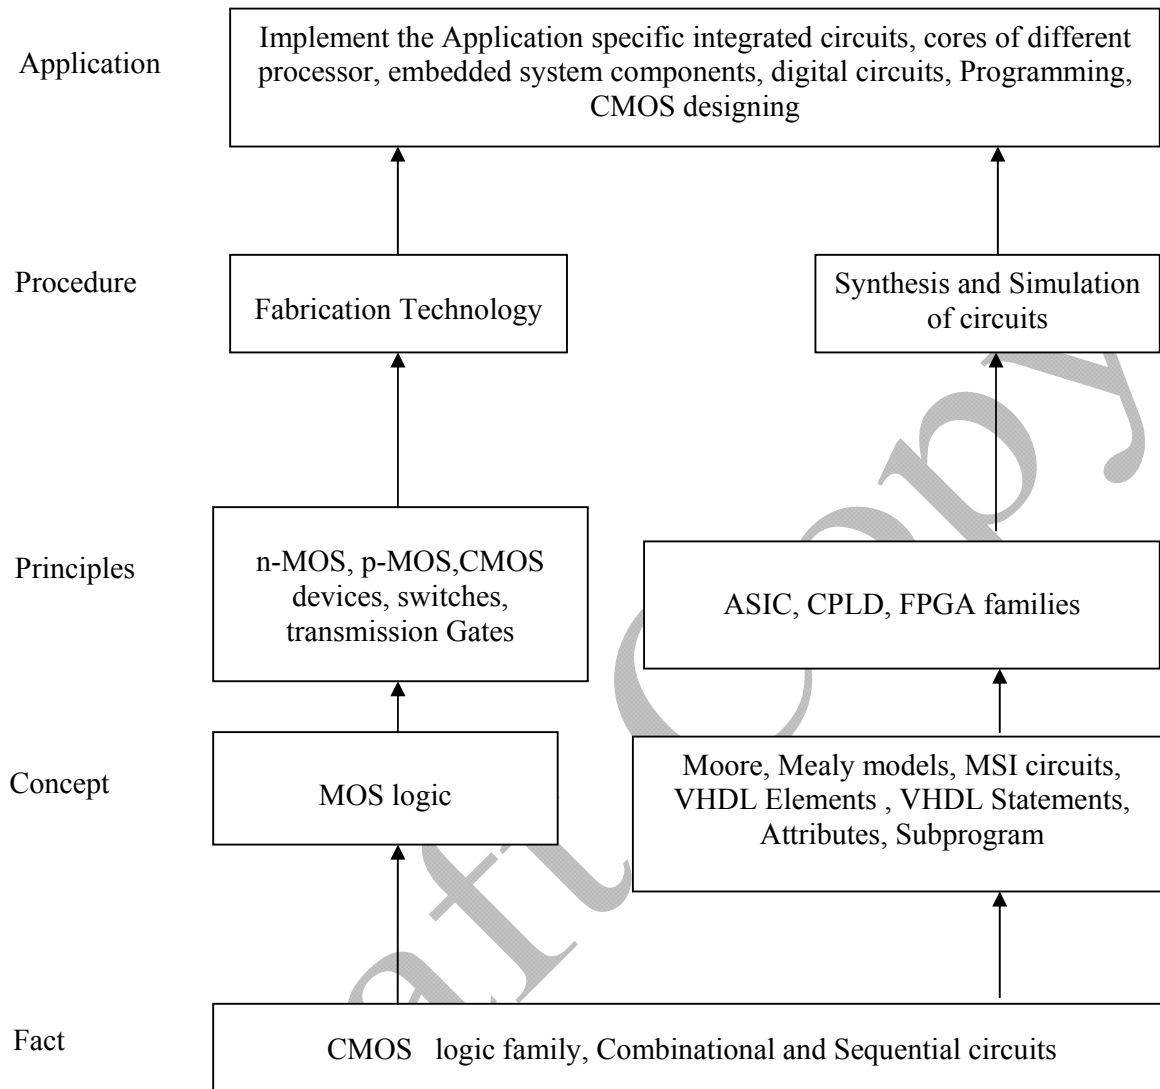 Application
Implement the Application specific integrated circuits, cores of different
processor, embedded system components, digital circuits, Programming,
CMOS designing
Procedure
Fabrication Technology
Synthesis and Simulation
of circuits
Principles
n-MOS, p-MOS,CMOS
devices, switches,
transmission Gates
ASIC, CPLD, FPGA families
Concept
MOS logic
Moore, Mealy models, MSI circuits,
VHDL Elements , VHDL Statements,
Attributes, Subprogram
Fact
CMOS logic family, Combinational and Sequential circuits
aft Copy